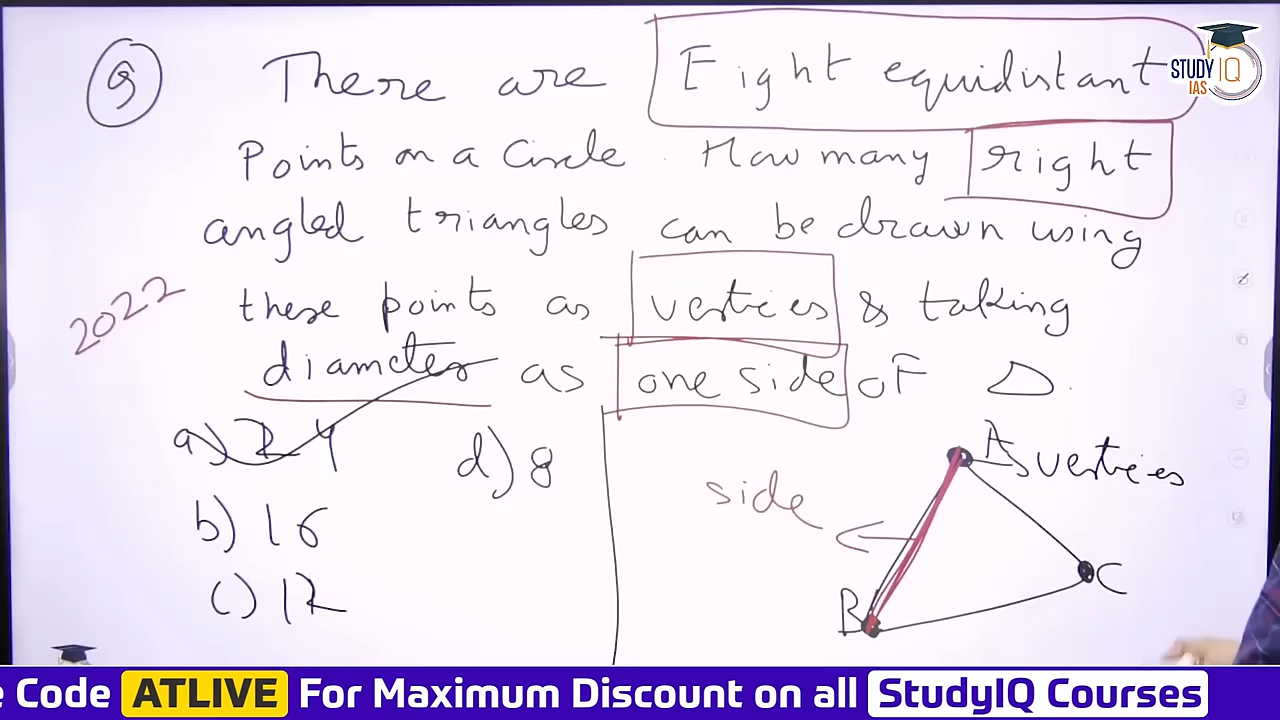 Q There are Eight equidistant
STUDY IQ
IAS
Points on a Circle. How many right
angled triangles can be drawn using
these points as vertices & taking
2022
diameter as one side of Δ.
a) 24 d) 8
b) 16
c) 12
A vertices
side
B C
e Code ATLIVE For Maximum Discount on all StudyIQ Courses